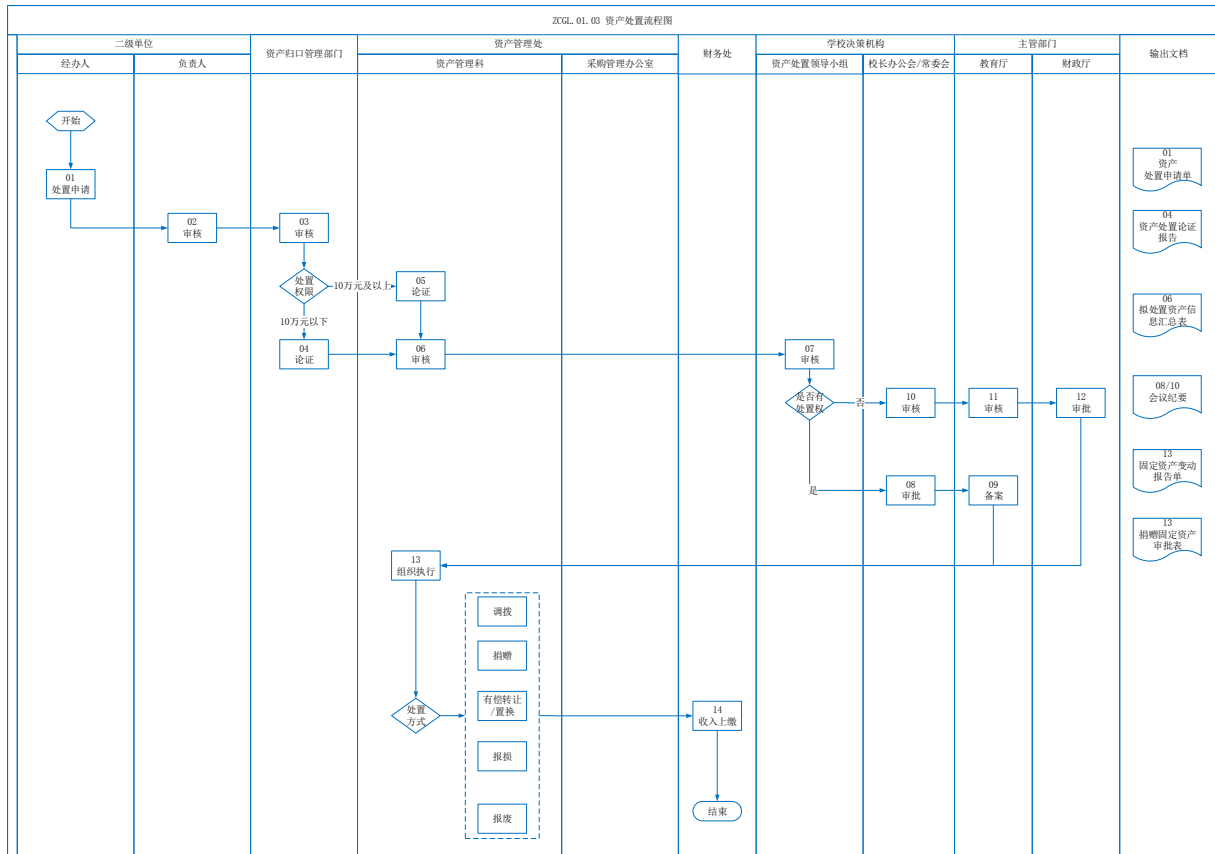 ZCGL.01.03 资产处置流程图
二级单位
资产归口管理部门
资产管理处
财务处
学校决策机构
主管部门
输出文档
经办人
负责人
资产管理科
采购管理办公室
资产处置领导小组
校长办公会/常委会
教育厅
财政厅
开始
01
处置申请
02
审核
03
审核
处置
权限
10万元及以上
10万元以下
05
论证
04
论证
06
审核
07
审核
是否有
处置权
否
10
审核
11
审核
12
审批
是
08
审批
09
备案
13
组织执行
处置
方式
调拨
捐赠
有偿转让
/置换
报损
报废
14
收入上缴
结束
01
资产
处置申请单
04
资产处置论证
报告
06
拟处置资产信
息汇总表
08/10
会议纪要
13
固定资产变动
报告单
13
捐赠固定资产
审批表